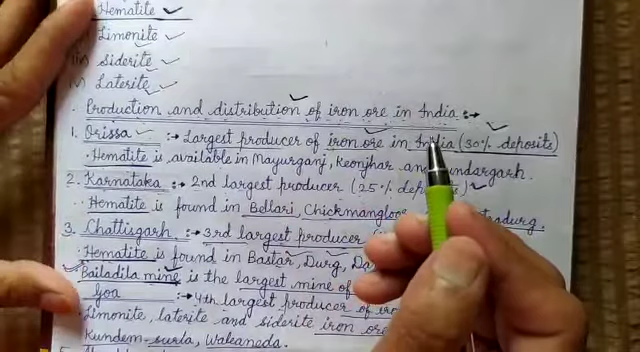 Hematite
Limonite
Siderite
Laterite
Production and distribution of iron ore in India :→
1. Orissa :→ Largest producer of iron ore in India (30% deposits)
Hematite is available in Mayurganj, Keonjhar and Sundargarh.
2. Karnataka :→ 2nd largest producer (25% deposits)
Hematite is found in Bellari, Chickmangloor
3. Chattisgarh :→ 3rd largest producer
Hematite is found in Bastar, Durg,
Bailadila mine is the largest mine of
Goa :→ 4th largest producer of
Limonite, laterite and siderite iron ore
Kundem-surla,